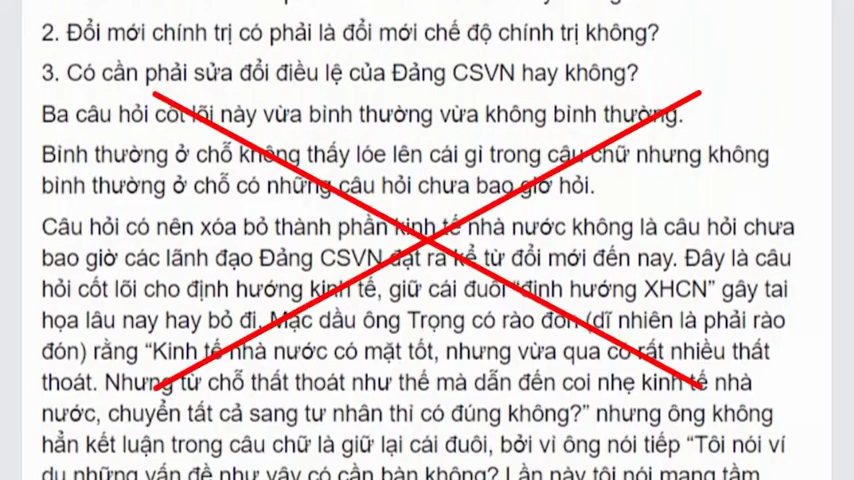 2. Đổi mới chính trị có phải là đổi mới chế độ chính trị không?
3. Có cần phải sửa đổi điều lệ của Đảng CSVN hay không?
Ba câu hỏi cốt lõi này vừa bình thường vừa không bình thường.
Bình thường ở chỗ không thấy lóe lên cái gì trong câu chữ nhưng không
bình thường ở chỗ có những câu hỏi chưa bao giờ hỏi.
Câu hỏi có nên xóa bỏ thành phần kinh tế nhà nước không là câu hỏi chưa
bao giờ các lãnh đạo Đảng CSVN đặt ra kể từ đổi mới đến nay. Đây là câu
hỏi cốt lõi cho định hướng kinh tế, giữ cái đuôi “định hướng XHCN” gây tai
họa lâu nay hay bỏ đi. Mặc dầu ông Trọng có rào đón (dĩ nhiên là phải rào
đón) rằng “Kinh tế nhà nước có mặt tốt, nhưng vừa qua có rất nhiều thất
thoát. Nhưng từ chỗ thất thoát như thế mà dẫn đến coi nhẹ kinh tế nhà
nước, chuyển tất cả sang tư nhân thì có đúng không?” nhưng ông không
hẳn kết luận trong câu chữ là giữ lại cái đuôi, bởi vì ông nói tiếp “Tôi nói ví
dụ những vấn đề như vậy có cần bàn không? Lần này tôi nói mang tầm